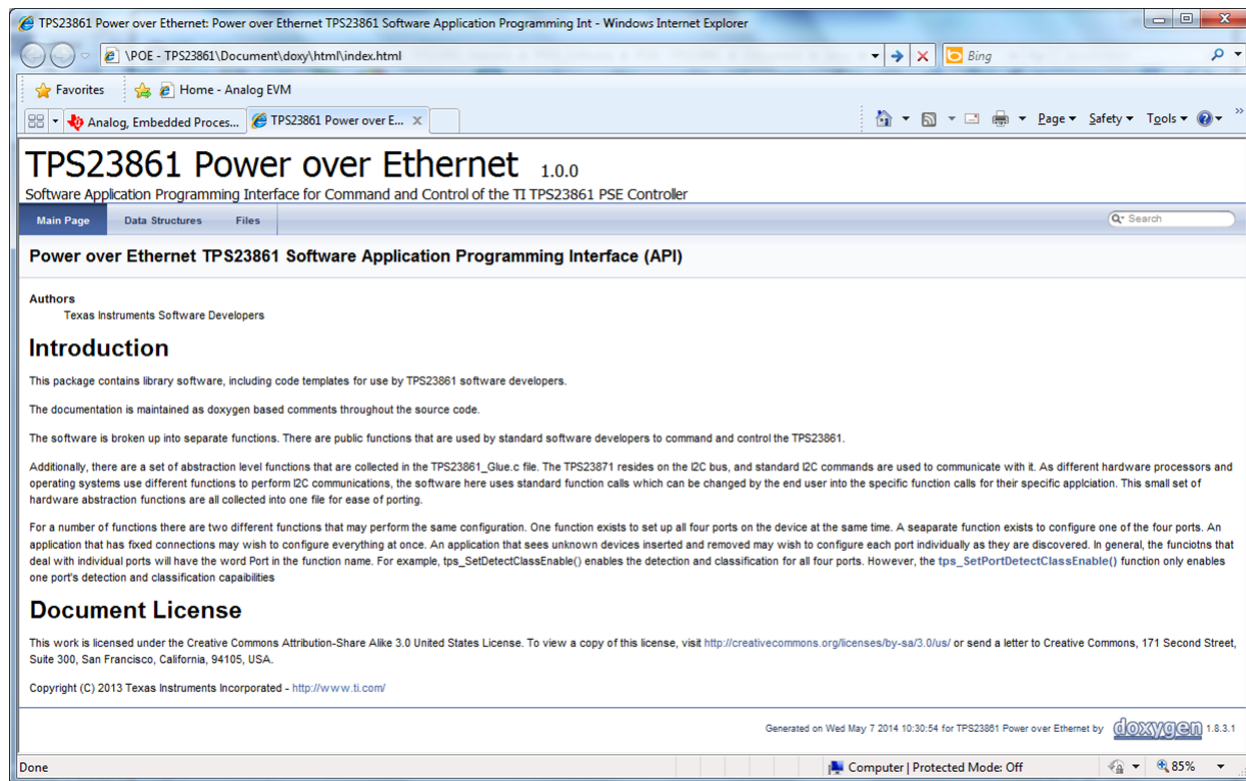 TPS23861 Power over Ethernet: Power over Ethernet TPS23861 Software Application Programming Int - Windows Internet Explorer
\POE - TPS23861\Document\doxy\html\index.html
Bing
Favorites
Home - Analog EVM
Analog, Embedded Proces...
TPS23861 Power over E...
X
Page
Safety
Tools
»
TPS23861 Power over Ethernet 1.0.0
Software Application Programming Interface for Command and Control of the TI TPS23861 PSE Controller
Main Page
Data Structures
Files
Search
Power over Ethernet TPS23861 Software Application Programming Interface (API)
Authors
Texas Instruments Software Developers
Introduction
This package contains library software, including code templates for use by TPS23861 software developers.
The documentation is maintained as doxygen based comments throughout the source code.
The software is broken up into separate functions. There are public functions that are used by standard software developers to command and control the TPS23861.
Additionally, there are a set of abstraction level functions that are collected in the TPS23861_Glue.c file. The TPS23871 resides on the I2C bus, and standard I2C commands are used to communicate with it. As different hardware processors and
operating systems use different functions to perform I2C communications, the software here uses standard function calls which can be changed by the end user into the specific function calls for their specific applciation. This small set of
hardware abstraction functions are all collected into one file for ease of porting.
For a number of functions there are two different functions that may perform the same configuration. One function exists to set up all four ports on the device at the same time. A seaparate function exists to configure one of the four ports. An
application that has fixed connections may wish to configure everything at once. An application that sees unknown devices inserted and removed may wish to configure each port individually as they are discovered. In general, the funciotns that
deal with individual ports will have the word Port in the function name. For example, tps_SetDetectClassEnable() enables the detection and classification for all four ports. However, the tps_SetPortDetectClassEnable() function only enables
one port's detection and classification capaibilities
Document License
This work is licensed under the Creative Commons Attribution-Share Alike 3.0 United States License. To view a copy of this license, visit http://creativecommons.org/licenses/by-sa/3.0/us/ or send a letter to Creative Commons, 171 Second Street,
Suite 300, San Francisco, California, 94105, USA.
Copyright (C) 2013 Texas Instruments Incorporated - http://www.ti.com/
Generated on Wed May 7 2014 10:30:54 for TPS23861 Power over Ethernet by doxygen 1.8.3.1
Done
Computer | Protected Mode: Off
85%